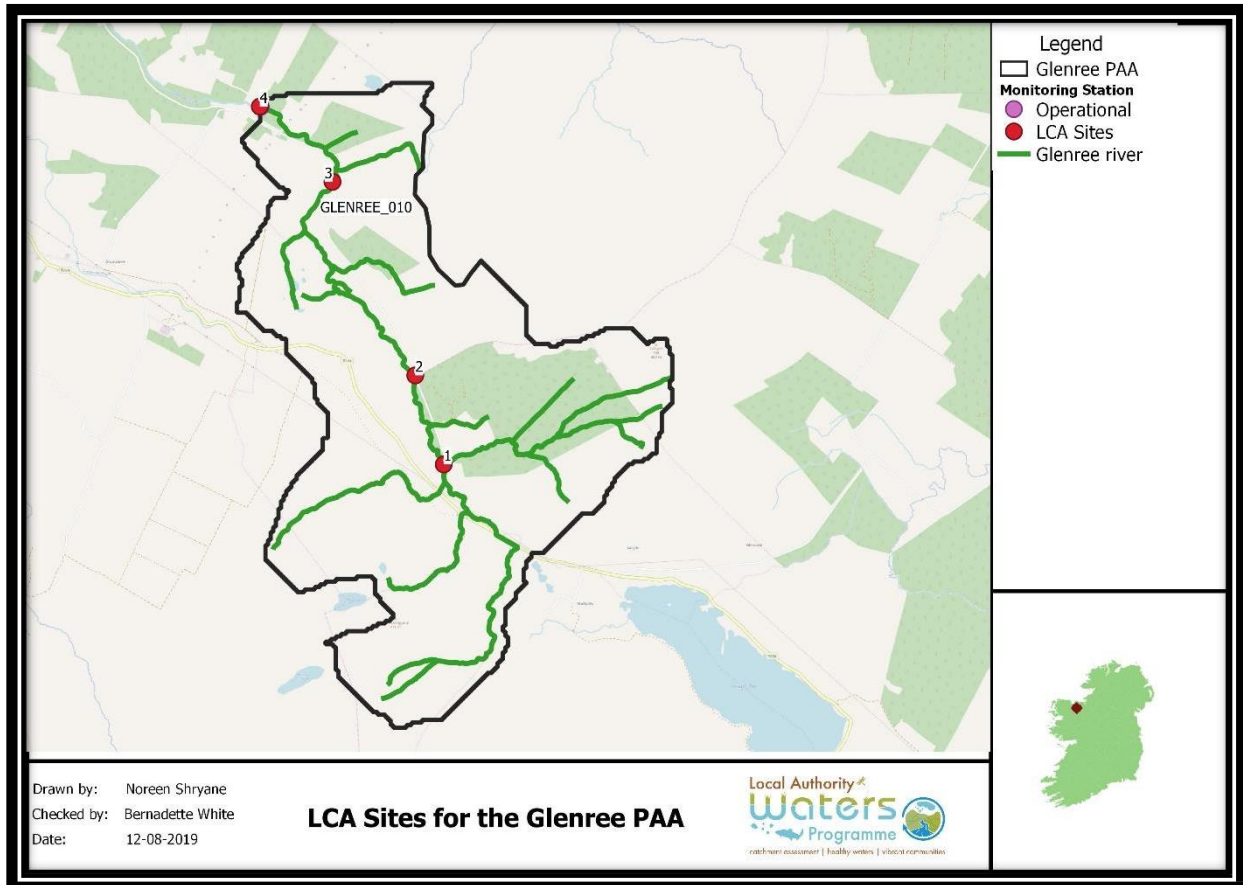 Legend
Glenree PAA
Monitoring Station
Operational
LCA Sites
Glenree river
4
3
GLENREE_010
2
1
Drawn by: Noreen Shryane
Checked by: Bernadette White
Date: 12-08-2019
LCA Sites for the Glenree PAA
Local Authority
Waters
Programme
catchment assessment | healthy waters | vibrant communities